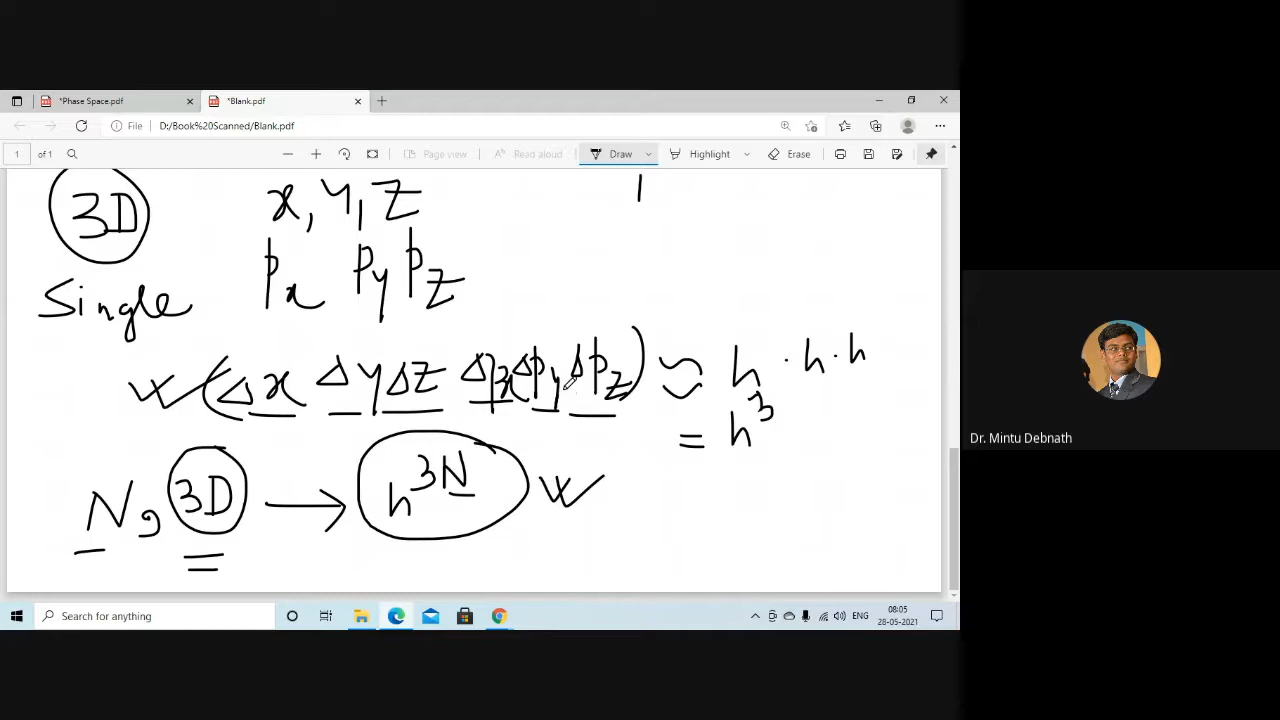 *Phase Space.pdf
*Blank.pdf
File | D:/Book%20Scanned/Blank.pdf
1 of 1
Page view
Read aloud
Draw
Highlight
Erase
3D x, y, z
Single px py pz
(Δx Δy Δz Δpx Δpy Δpz) ≈ h · h · h
= h³
N, 3D → h³ᴺ
Dr. Mintu Debnath
Search for anything
ENG
08:05
28-05-2021